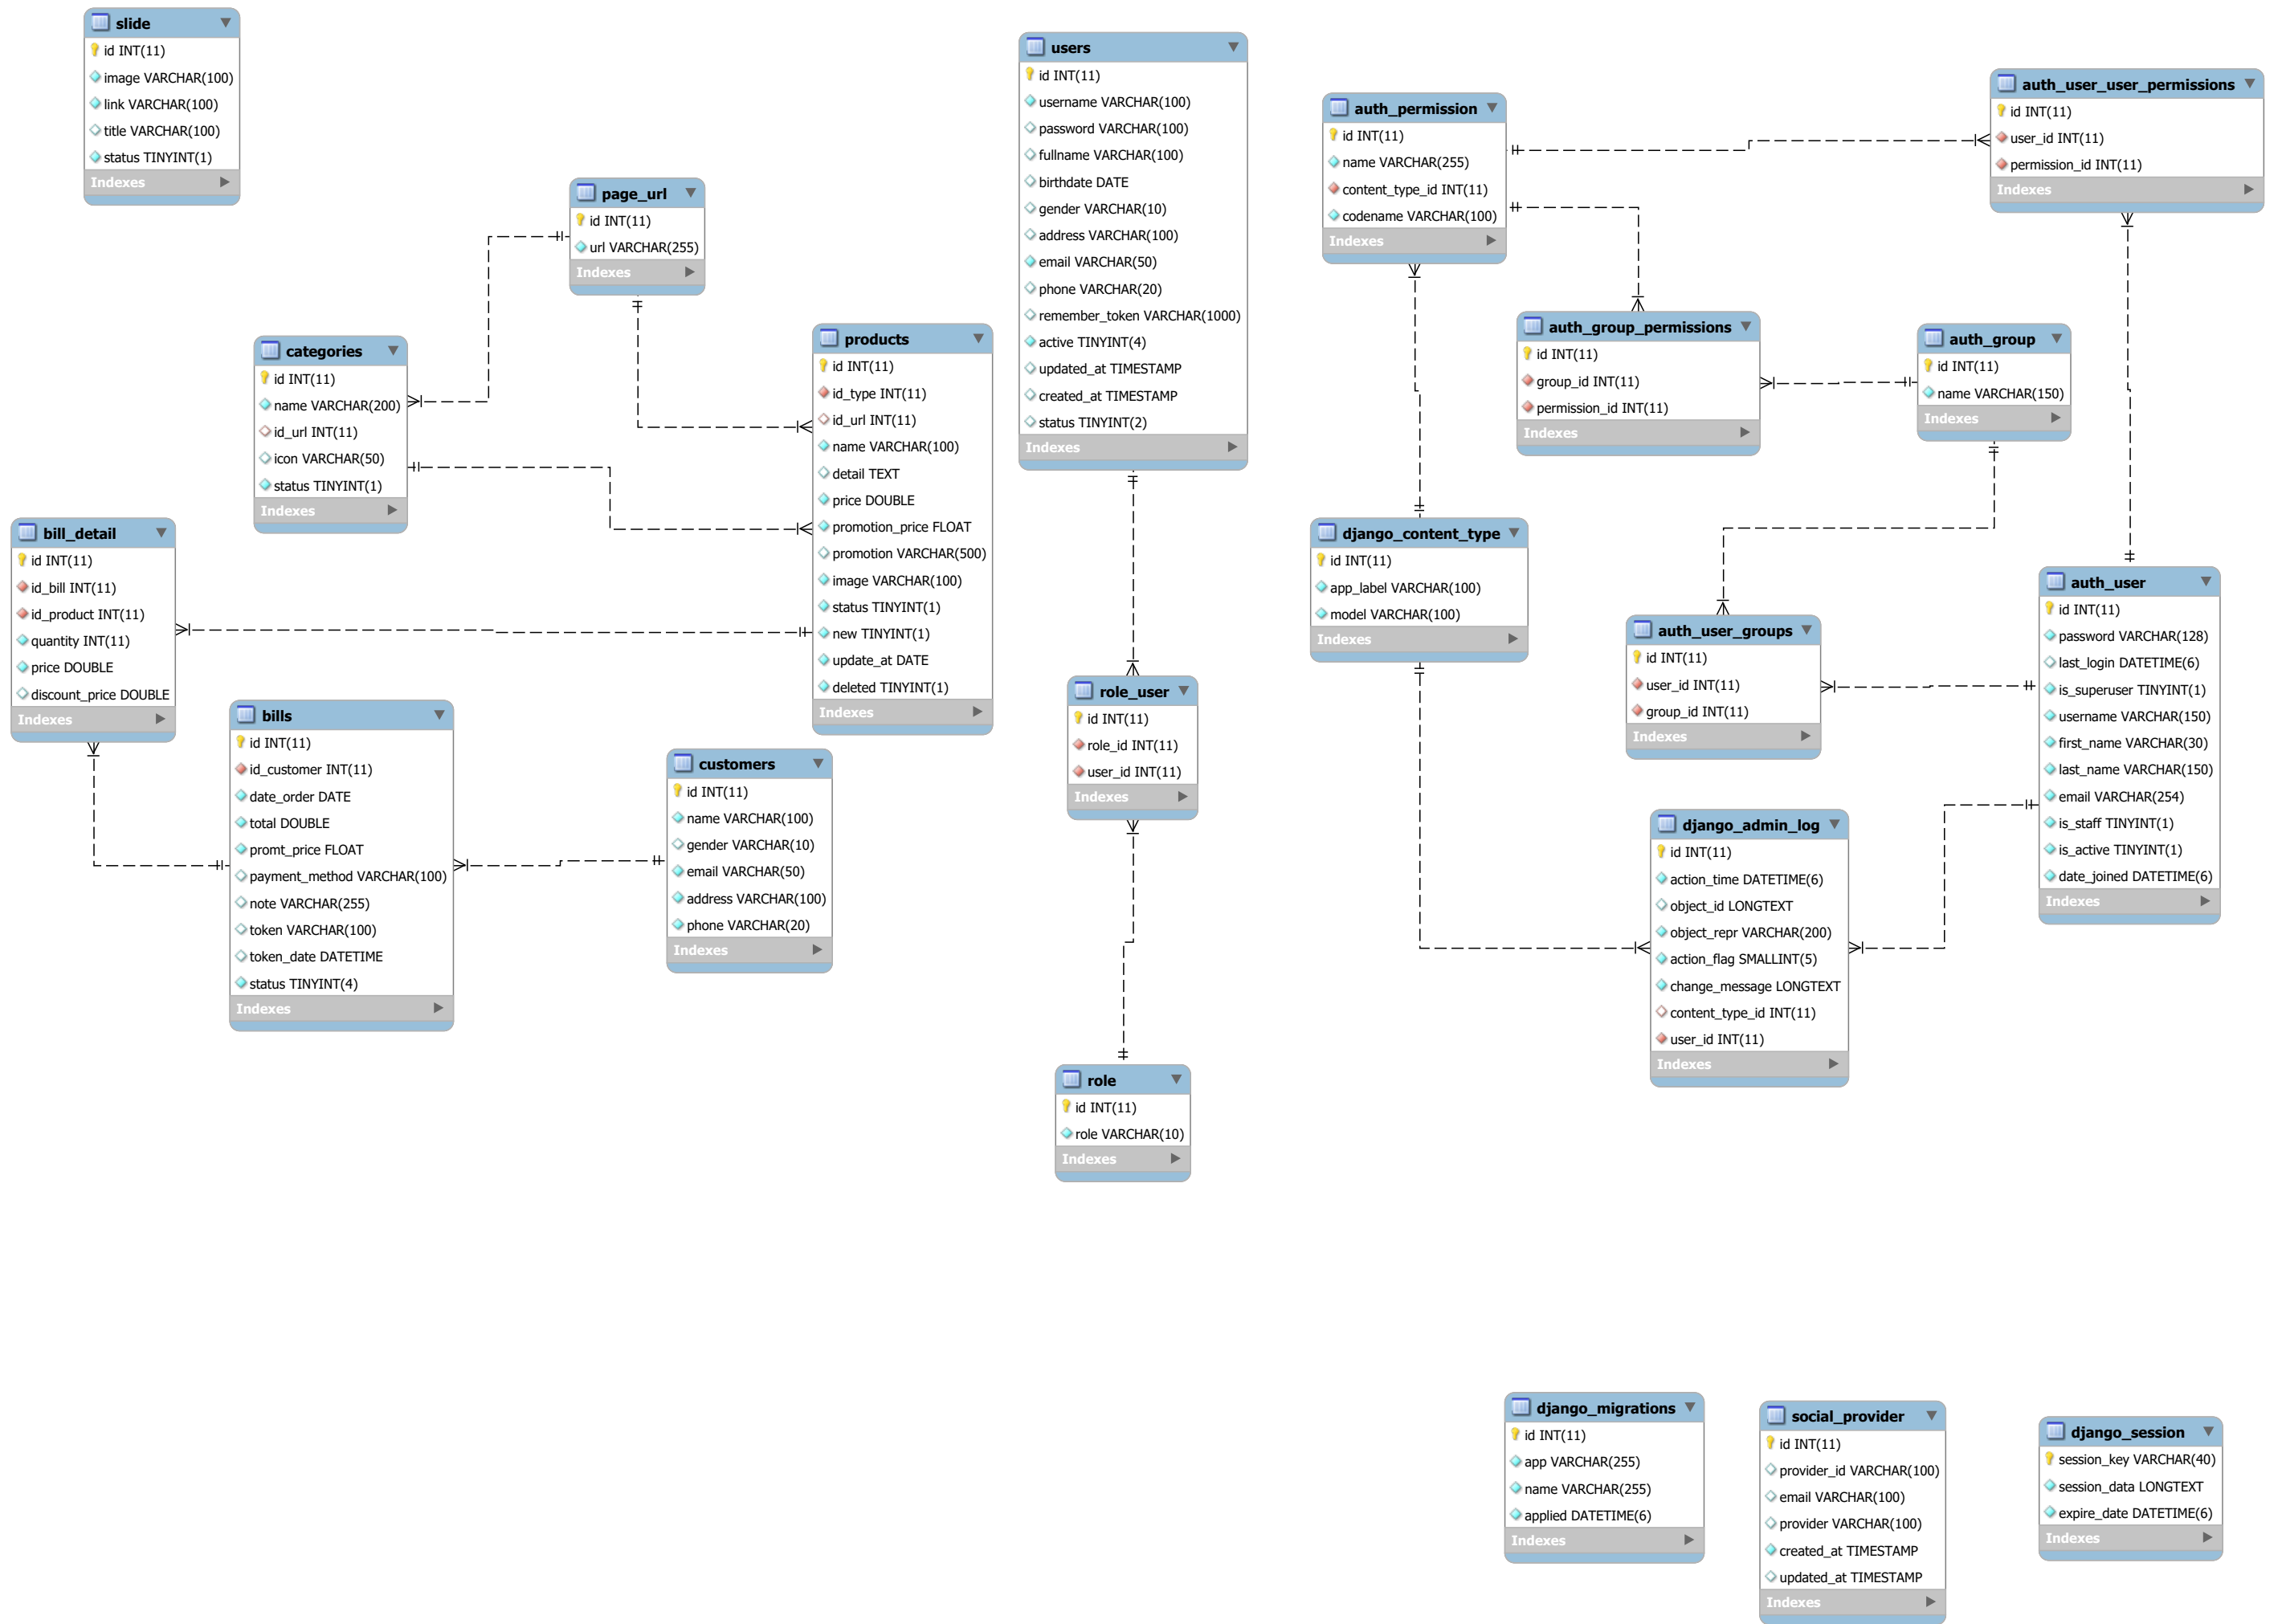 slide
id INT(11)
image VARCHAR(100)
link VARCHAR(100)
title VARCHAR(100)
status TINYINT(1)
Indexes
page_url
id INT(11)
url VARCHAR(255)
Indexes
categories
id INT(11)
name VARCHAR(200)
id_url INT(11)
icon VARCHAR(50)
status TINYINT(1)
Indexes
products
id INT(11)
id_type INT(11)
id_url INT(11)
name VARCHAR(100)
detail TEXT
price DOUBLE
promotion_price FLOAT
promotion VARCHAR(500)
image VARCHAR(100)
status TINYINT(1)
new TINYINT(1)
update_at DATE
deleted TINYINT(1)
Indexes
bill_detail
id INT(11)
id_bill INT(11)
id_product INT(11)
quantity INT(11)
price DOUBLE
discount_price DOUBLE
Indexes
bills
id INT(11)
id_customer INT(11)
date_order DATE
total DOUBLE
promt_price FLOAT
payment_method VARCHAR(100)
note VARCHAR(255)
token VARCHAR(100)
token_date DATETIME
status TINYINT(4)
Indexes
customers
id INT(11)
name VARCHAR(100)
gender VARCHAR(10)
email VARCHAR(50)
address VARCHAR(100)
phone VARCHAR(20)
Indexes
users
id INT(11)
username VARCHAR(100)
password VARCHAR(100)
fullname VARCHAR(100)
birthdate DATE
gender VARCHAR(10)
address VARCHAR(100)
email VARCHAR(50)
phone VARCHAR(20)
remember_token VARCHAR(1000)
active TINYINT(4)
updated_at TIMESTAMP
created_at TIMESTAMP
status TINYINT(2)
Indexes
role_user
id INT(11)
role_id INT(11)
user_id INT(11)
Indexes
role
id INT(11)
role VARCHAR(10)
Indexes
auth_permission
id INT(11)
name VARCHAR(255)
content_type_id INT(11)
codename VARCHAR(100)
Indexes
auth_user_user_permissions
id INT(11)
user_id INT(11)
permission_id INT(11)
Indexes
auth_group_permissions
id INT(11)
group_id INT(11)
permission_id INT(11)
Indexes
auth_group
id INT(11)
name VARCHAR(150)
Indexes
django_content_type
id INT(11)
app_label VARCHAR(100)
model VARCHAR(100)
Indexes
auth_user_groups
id INT(11)
user_id INT(11)
group_id INT(11)
Indexes
auth_user
id INT(11)
password VARCHAR(128)
last_login DATETIME(6)
is_superuser TINYINT(1)
username VARCHAR(150)
first_name VARCHAR(30)
last_name VARCHAR(150)
email VARCHAR(254)
is_staff TINYINT(1)
is_active TINYINT(1)
date_joined DATETIME(6)
Indexes
django_admin_log
id INT(11)
action_time DATETIME(6)
object_id LONGTEXT
object_repr VARCHAR(200)
action_flag SMALLINT(5)
change_message LONGTEXT
content_type_id INT(11)
user_id INT(11)
Indexes
django_migrations
id INT(11)
app VARCHAR(255)
name VARCHAR(255)
applied DATETIME(6)
Indexes
social_provider
id INT(11)
provider_id VARCHAR(100)
email VARCHAR(100)
provider VARCHAR(100)
created_at TIMESTAMP
updated_at TIMESTAMP
Indexes
django_session
session_key VARCHAR(40)
session_data LONGTEXT
expire_date DATETIME(6)
Indexes